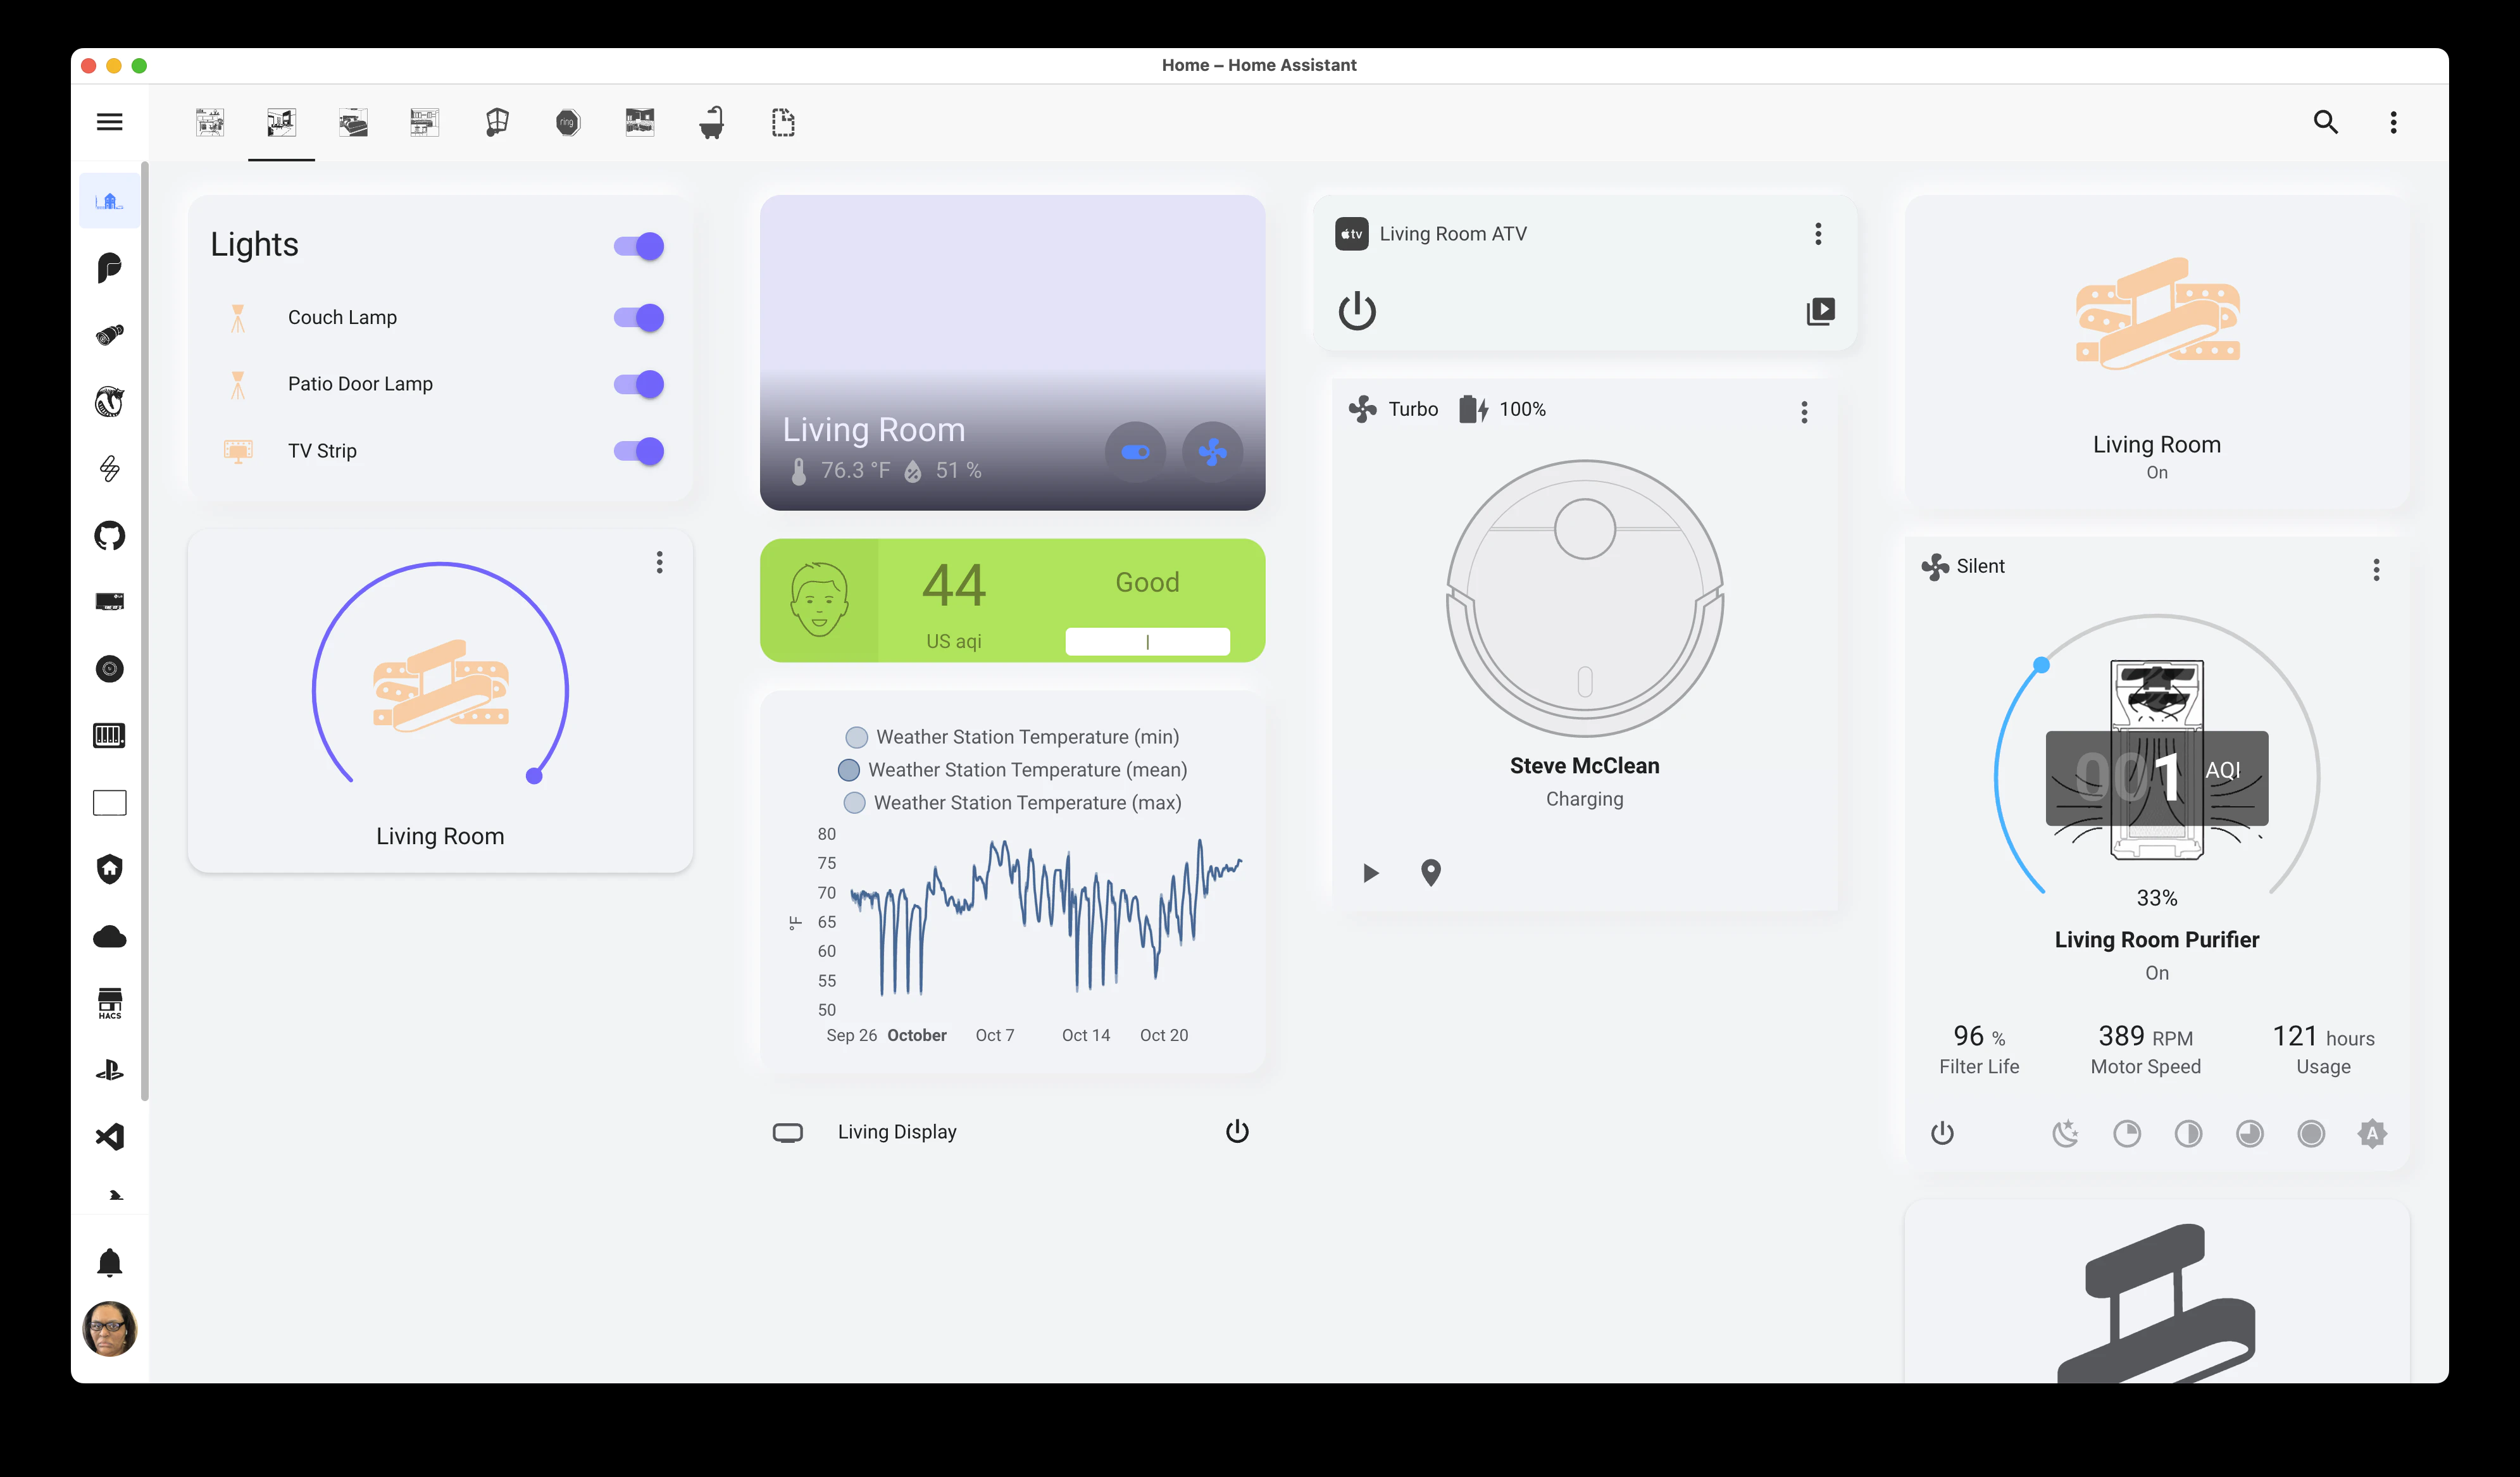 Home – Home Assistant
ring
HACS
Lights
Couch Lamp
Patio Door Lamp
TV Strip
Living Room
Living Room
76.3 °F 51 %
44
US aqi
Good
Weather Station Temperature (min)
Weather Station Temperature (mean)
Weather Station Temperature (max)
80
75
70
65
60
55
50
°F
Sep 26 October Oct 7 Oct 14 Oct 20
Living Display
tv Living Room ATV
Turbo 100%
Steve McClean
Charging
Living Room
On
Silent
001 AQI
33%
Living Room Purifier
On
96 % 389 RPM 121 hours
Filter Life Motor Speed Usage
A